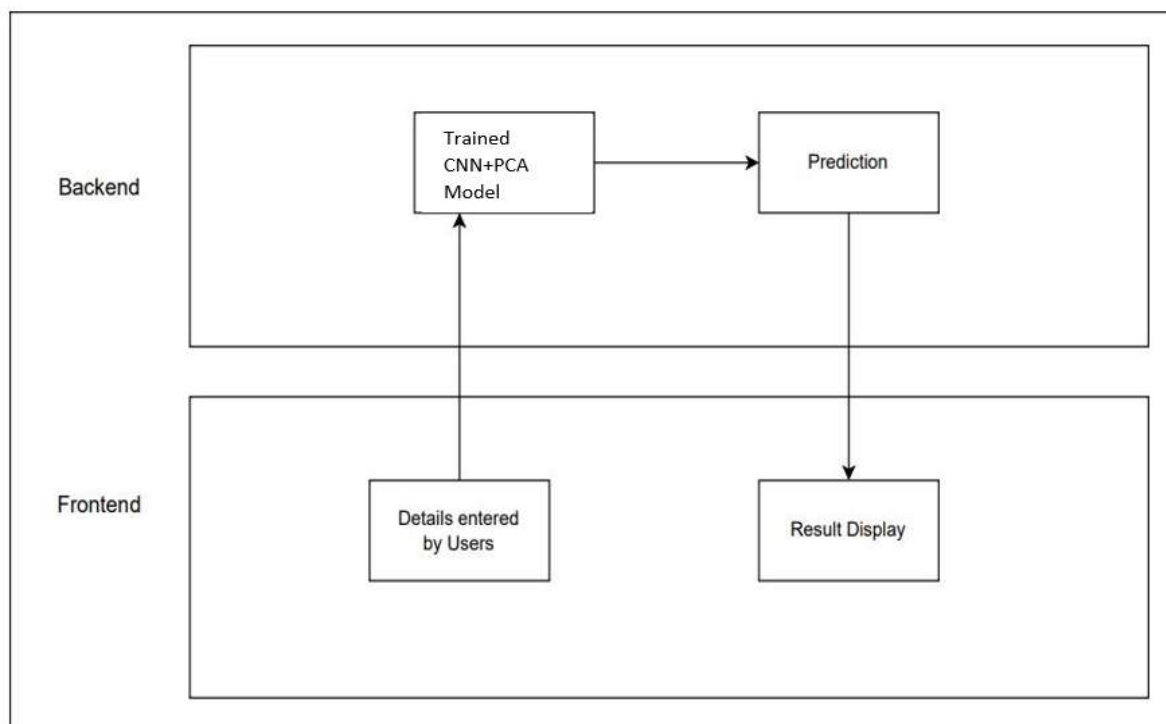 Backend
Trained
CNN+PCA
Model
Prediction
Frontend
Details entered
by Users
Result Display